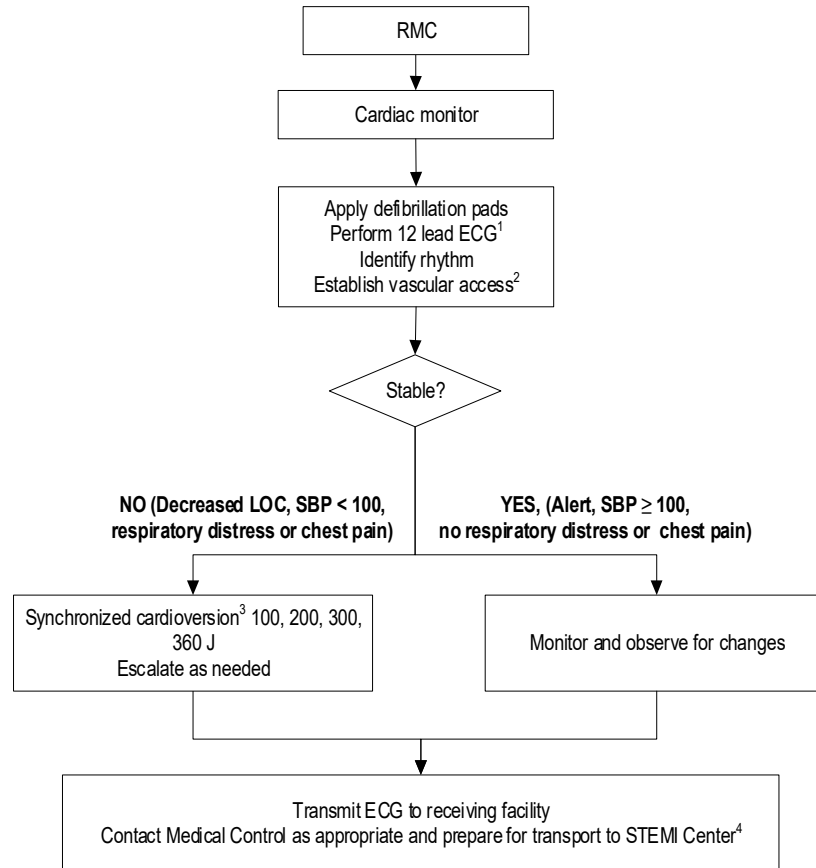 RMC
Cardiac monitor
Apply defibrillation pads
Perform 12 lead ECG¹
Identify rhythm
Establish vascular access²
Stable?
NO (Decreased LOC, SBP < 100,
respiratory distress or chest pain)
YES, (Alert, SBP ≥ 100,
no respiratory distress or chest pain)
Synchronized cardioversion³ 100, 200, 300,
360 J
Escalate as needed
Monitor and observe for changes
Transmit ECG to receiving facility
Contact Medical Control as appropriate and prepare for transport to STEMI Center⁴